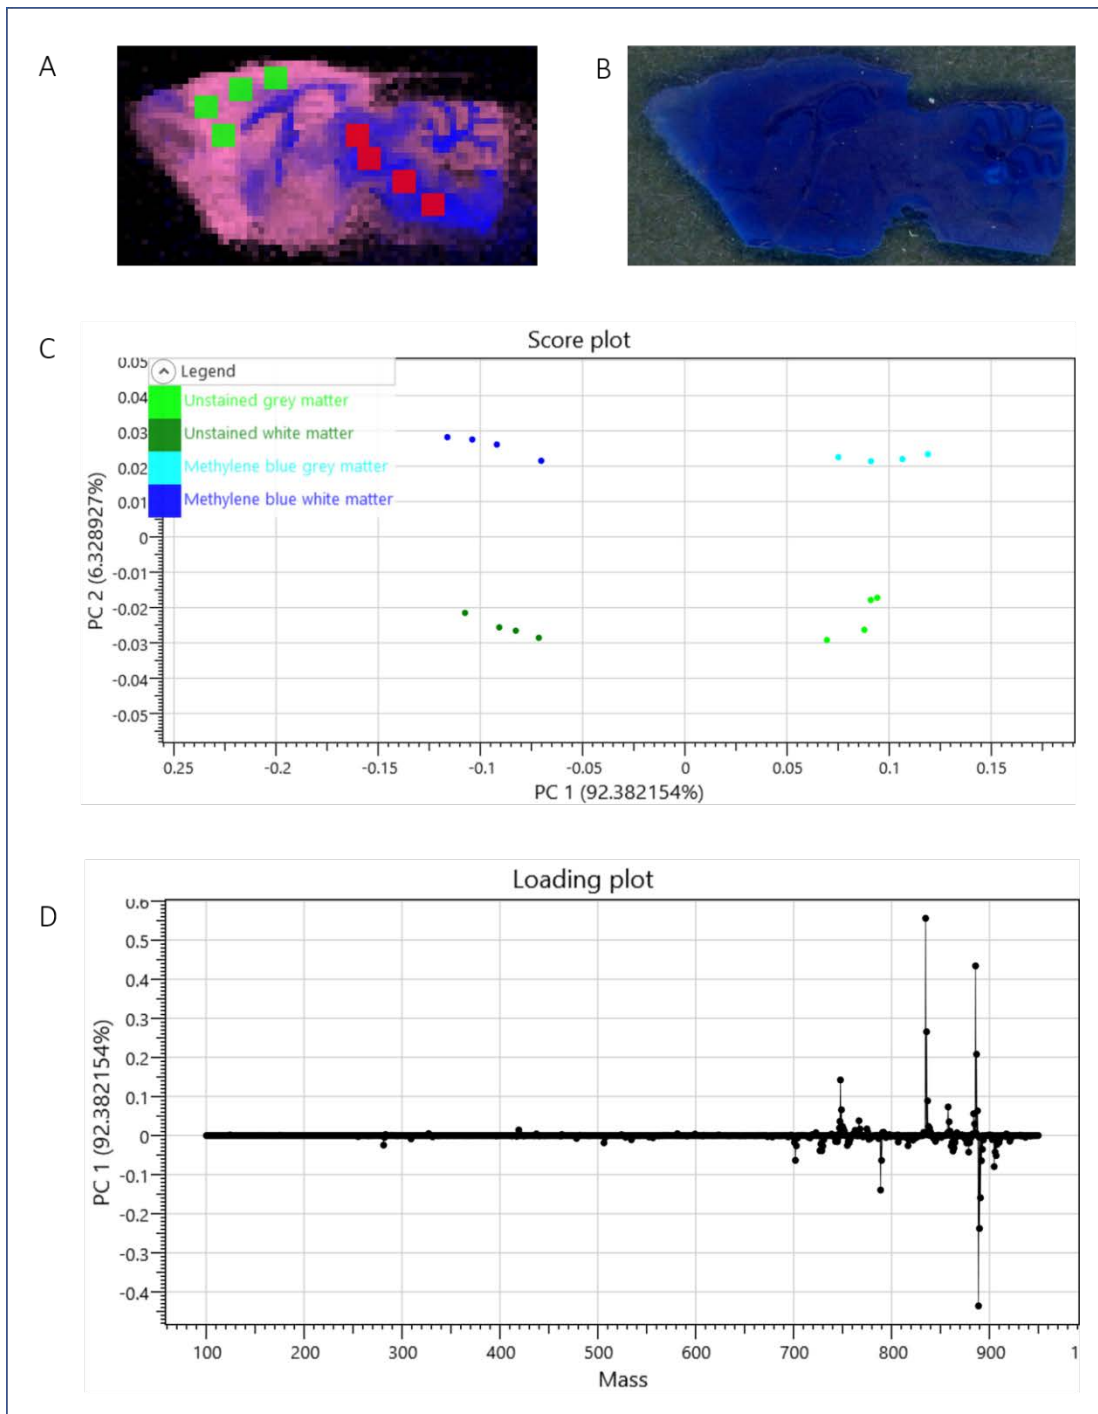 A
B
C
Score plot
Legend
Unstained grey matter
Unstained white matter
Methylene blue grey matter
Methylene blue white matter
0.05
0.04
0.03
0.02
0.01
0
-0.01
-0.02
-0.03
-0.04
-0.05
PC 2 (6.328927%)
0.25
-0.2
-0.15
-0.1
-0.05
0
0.05
0.1
0.15
PC 1 (92.382154%)
D
Loading plot
0.6
0.5
0.4
0.3
0.2
0.1
0
-0.1
-0.2
-0.3
-0.4
PC 1 (92.382154%)
100
200
300
400
500
600
700
800
900
1
Mass